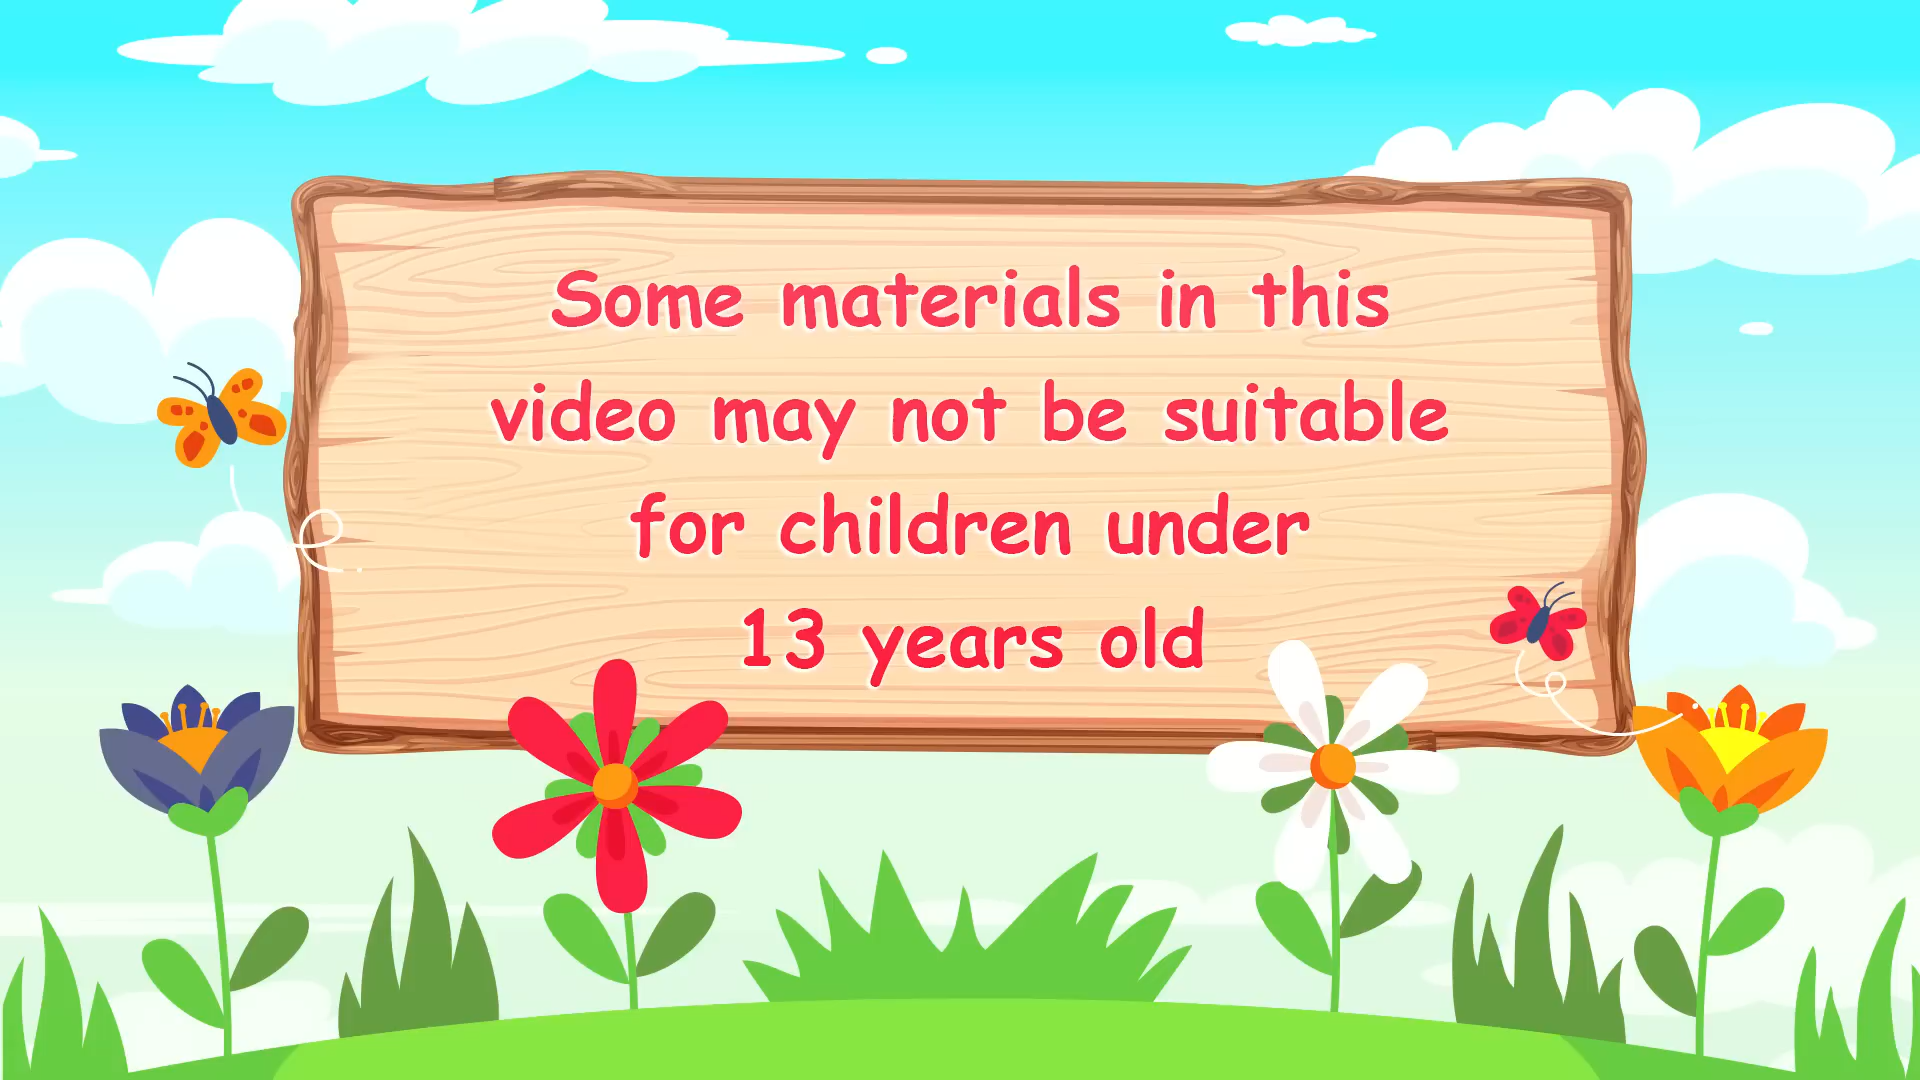 Some materials in this
video may not be suitable
for children under
13 years old